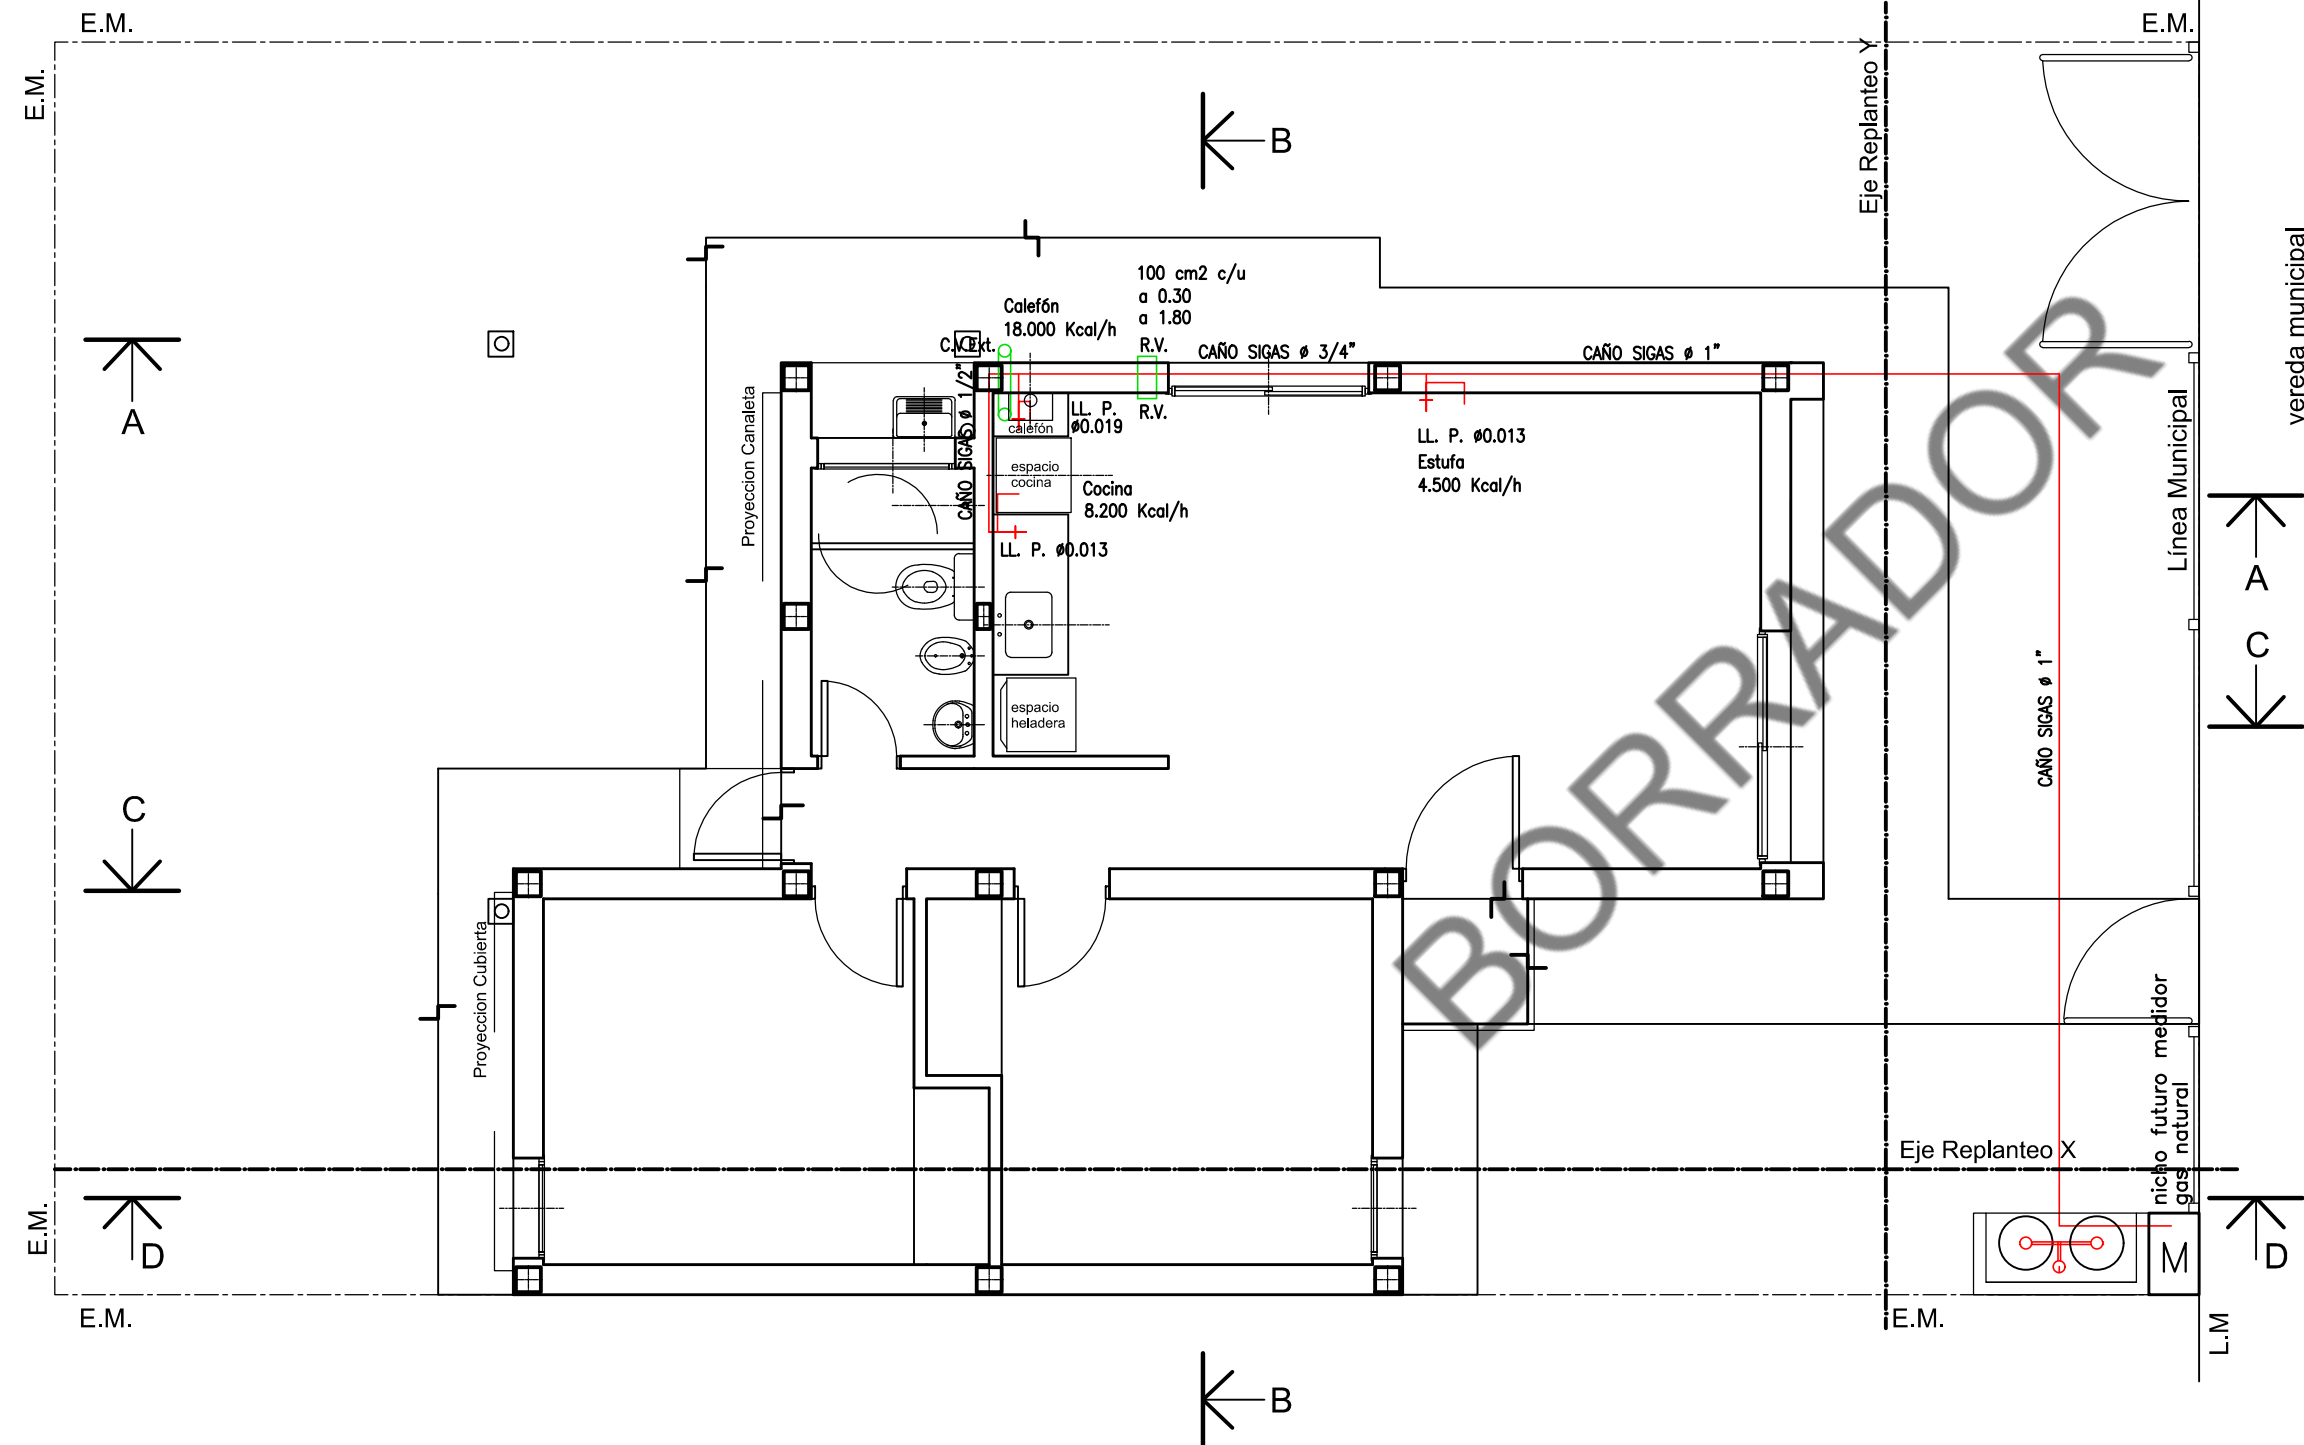 E.M.
E.M.
E.M.
Eje Replanteo Y
B
vereda municipal
100 cm2 c/u
a 0.30
a 1.80
Calefón
18.000 Kcal/h
C.V.Ext.
R.V.
CAÑO SIGAS ø 3/4"
CAÑO SIGAS ø 1"
A
Proyeccion Canaleta
CAÑO SIGAS ø 1/2"
LL. P.
ø0.019
R.V.
calefón
LL. P. ø0.013
Estufa
4.500 Kcal/h
espacio
cocina
Cocina
8.200 Kcal/h
LL. P. ø0.013
Línea Municipal
A
C
CAÑO SIGAS ø 1"
espacio
heladera
C
BORRADOR
Proyeccion Cubierta
nicho futuro medidor
gas natural
Eje Replanteo X
E.M.
D
M
D
E.M.
E.M.
L.M
B